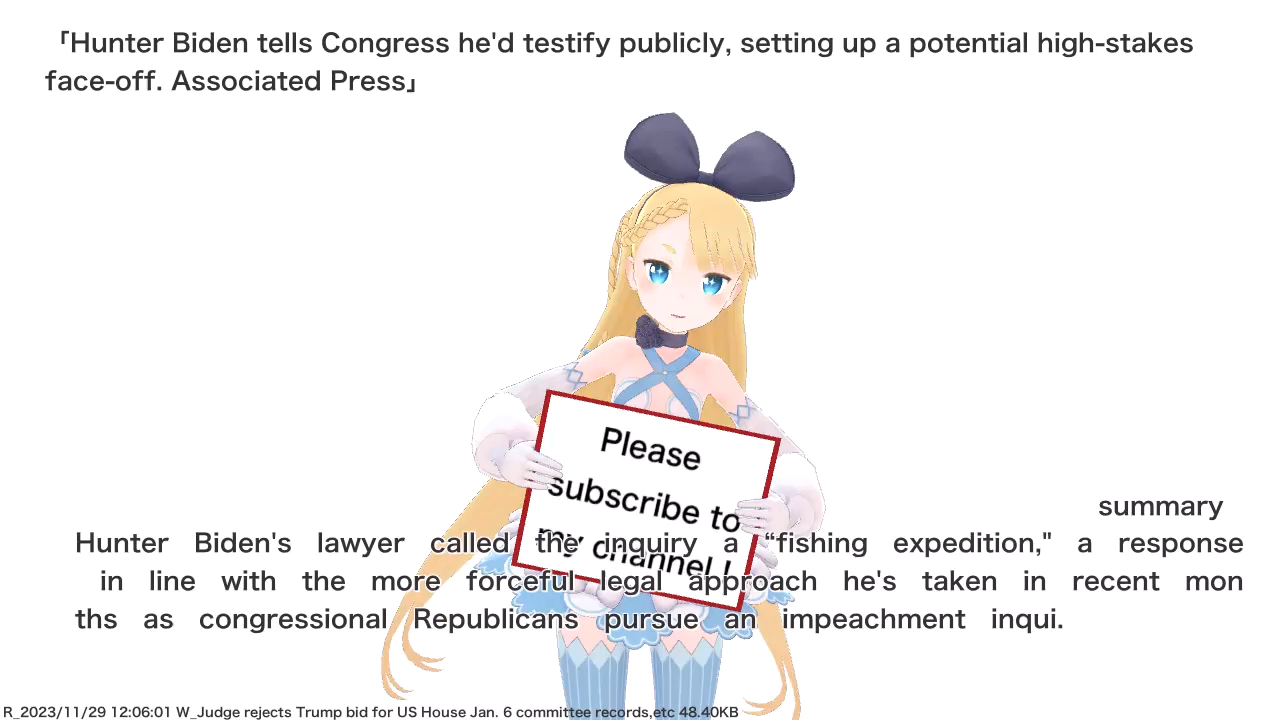 「Hunter Biden tells Congress he'd testify publicly, setting up a potential high-stakes
face-off. Associated Press」
Please
subscribe to
my channel !
summary
Hunter Biden's lawyer called the inquiry a “fishing expedition," a response
in line with the more forceful legal approach he's taken in recent mon
ths as congressional Republicans pursue an impeachment inqui.
R_2023/11/29 12:06:01 W_Judge rejects Trump bid for US House Jan. 6 committee records,etc 48.40KB